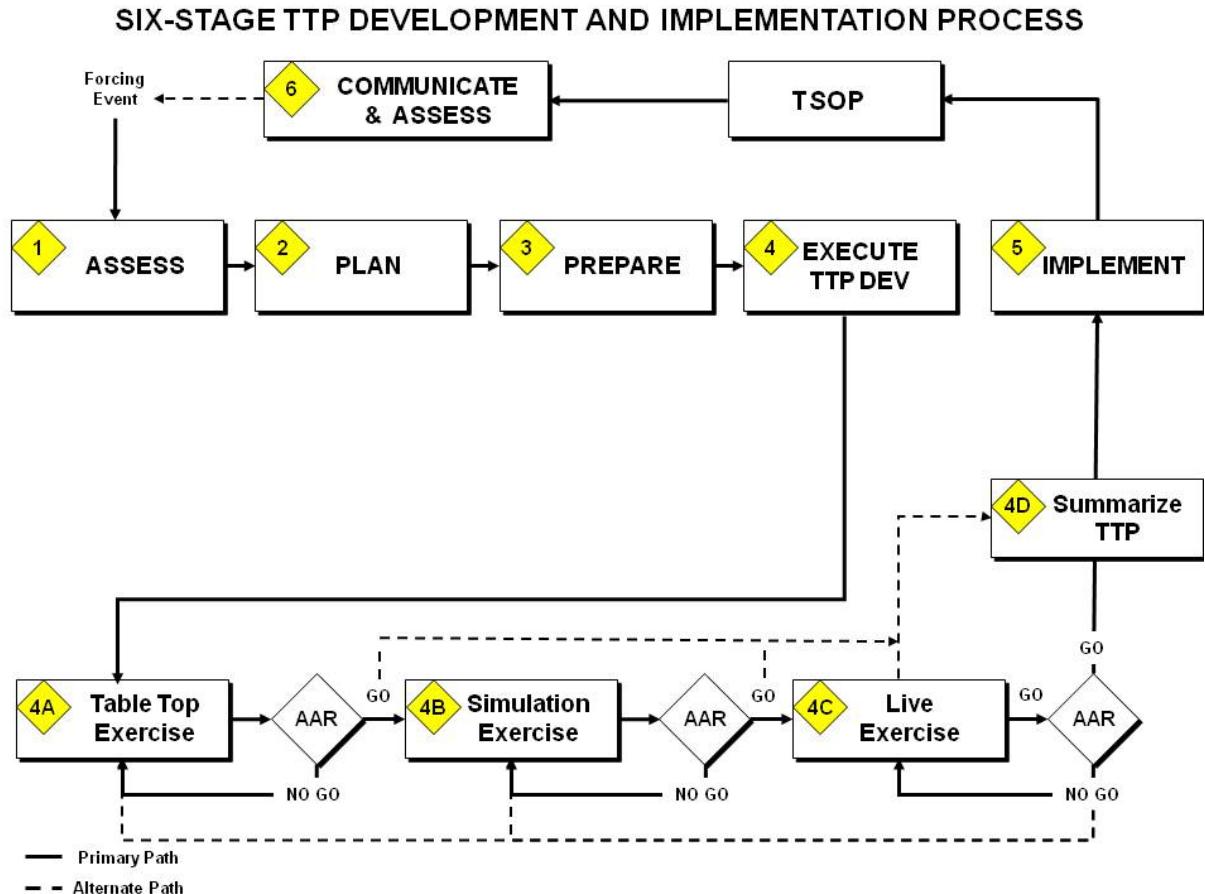 SIX-STAGE TTP DEVELOPMENT AND IMPLEMENTATION PROCESS
Forcing
Event
6
COMMUNICATE
& ASSESS
TSOP
1
ASSESS
2
PLAN
3
PREPARE
4
EXECUTE
TTP DEV
5
IMPLEMENT
4D
Summarize
TTP
GO
4A
Table Top
Exercise
AAR
GO
4B
Simulation
Exercise
AAR
GO
4C
Live
Exercise
GO
AAR
NO GO
NO GO
NO GO
Primary Path
Alternate Path